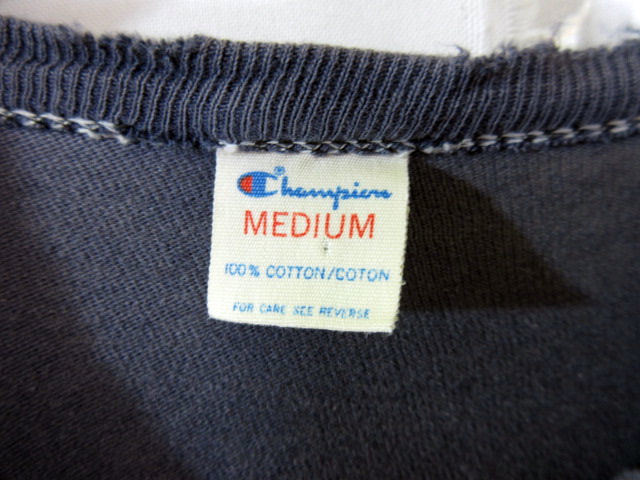 Champion®
MEDIUM
100% COTTON/COTON
FOR CARE SEE REVERSE